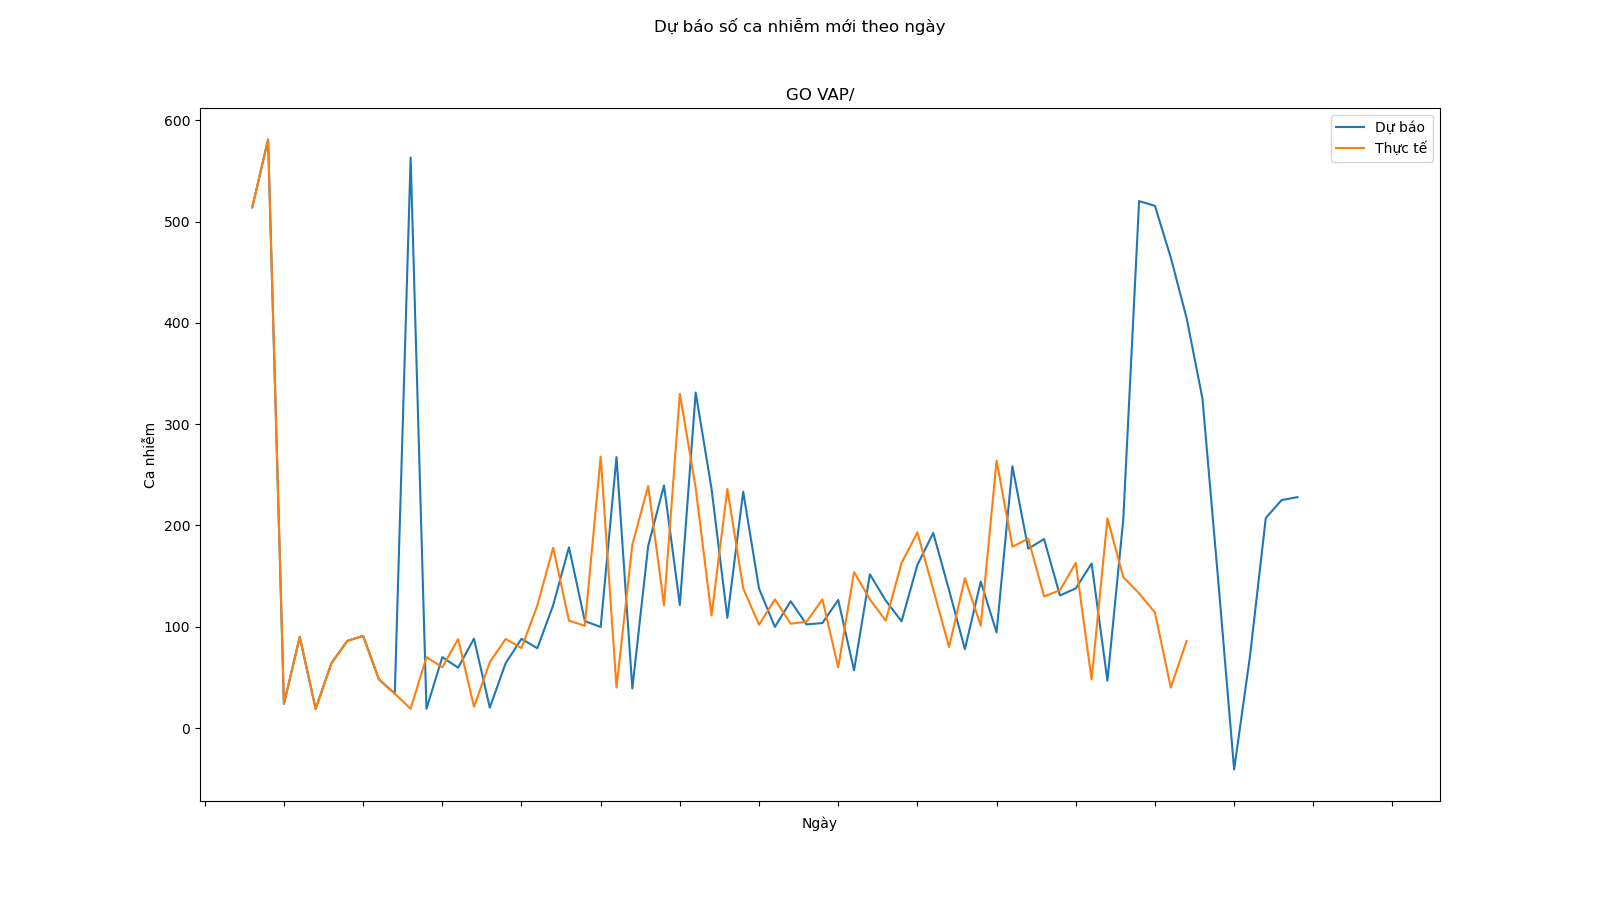 Dự báo số ca nhiễm mới theo ngày
GO VAP/
600
500
400
300
200
100
0
Ca nhiễm
Dự báo
Thực tế
Ngày